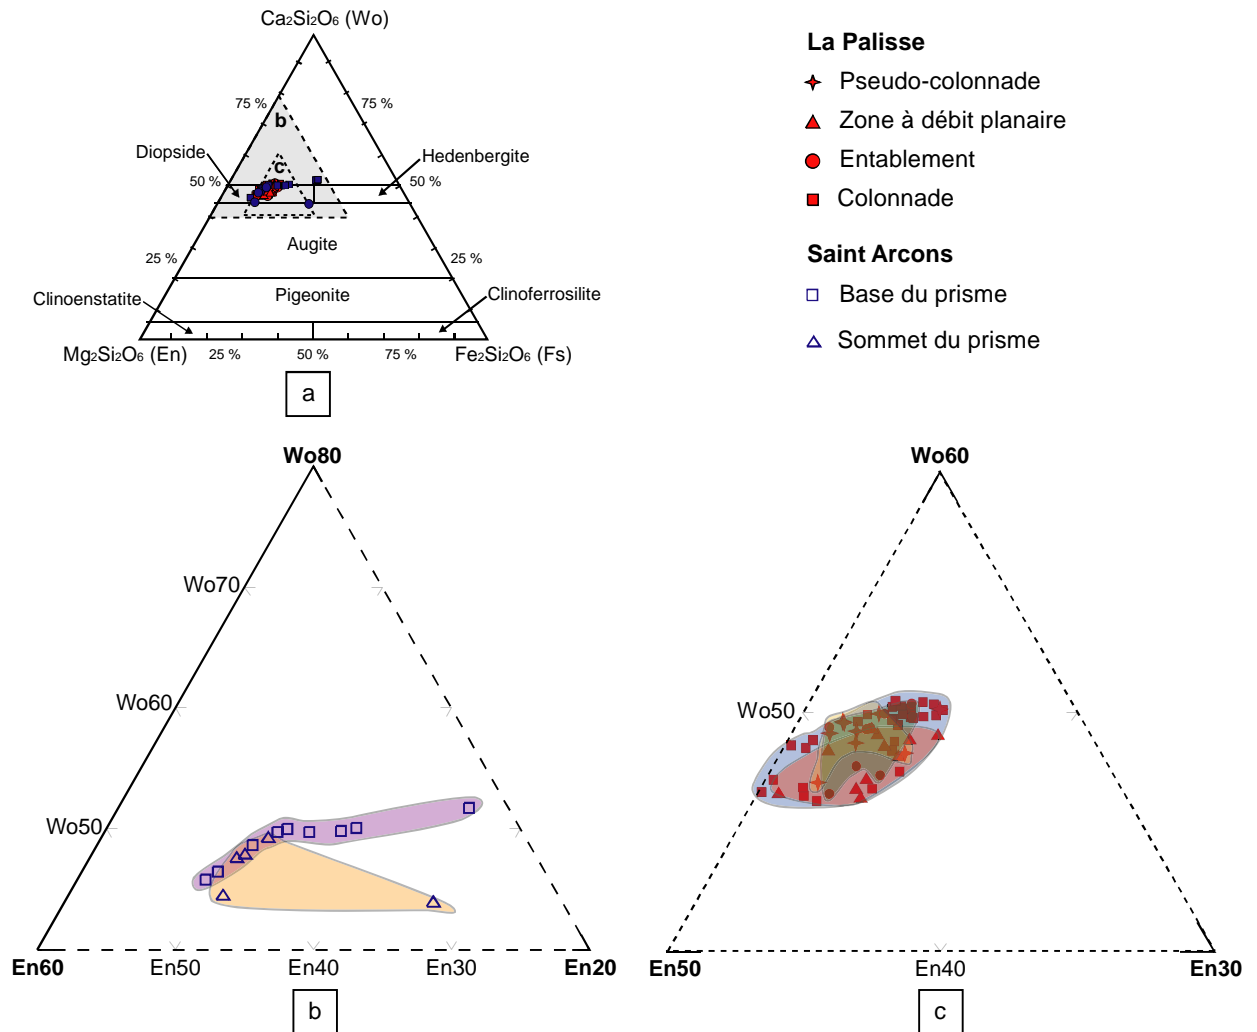 Ca₂Si₂O₆ (Wo)
75 %
75 %
b
Diopside
c
Hedenbergite
50 %
50 %
Augite
25 %
25 %
Clinoenstatite
Pigeonite
Clinoferrosilite
Mg₂Si₂O₆ (En)
25 %
50 %
75 %
Fe₂Si₂O₆ (Fs)
a
La Palisse
Pseudo-colonnade
Zone à débit planaire
Entablement
Colonnade
Saint Arcons
Base du prisme
Sommet du prisme
Wo80
Wo70
Wo60
Wo50
En60
En50
En40
En30
En20
b
Wo60
Wo50
En50
En40
En30
c